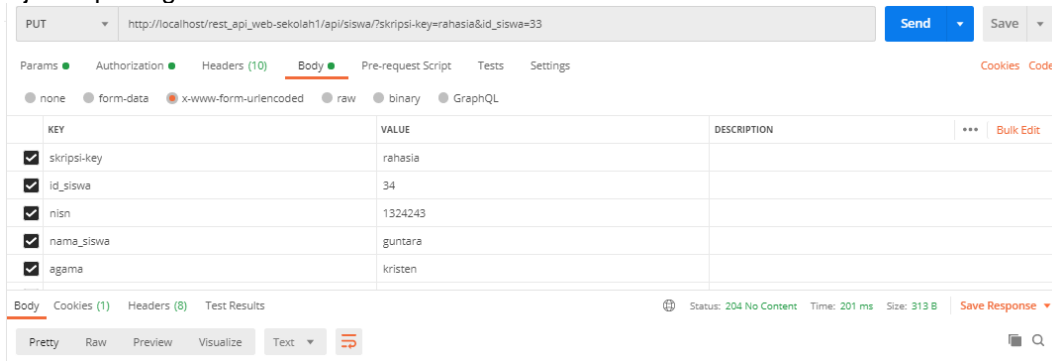 PUT http://localhost/rest_api_web-sekolah1/api/siswa/?skripsi-key=rahasia&id_siswa=33 Send Save
Params Authorization Headers (10) Body Pre-request Script Tests Settings Cookies Code
none form-data x-www-form-urlencoded raw binary GraphQL
KEY VALUE DESCRIPTION ••• Bulk Edit
skripsi-key rahasia
id_siswa 34
nisn 1324243
nama_siswa guntara
agama kristen
Body Cookies (1) Headers (8) Test Results Status: 204 No Content Time: 201 ms Size: 313 B Save Response
Pretty Raw Preview Visualize Text